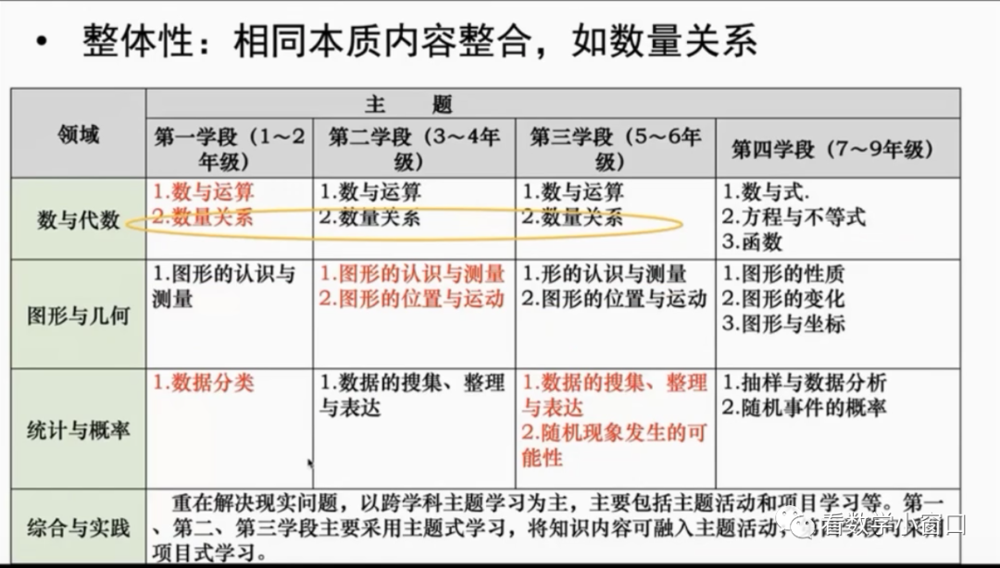 • 整体性：相同本质内容整合，如数量关系
领域
主 题
第一学段（1～2
年级）
第二学段（3～4年
级）
第三学段（5～6年
级）
第四学段（7～9年级）
数与代数
1.数与运算
2.数量关系
1.数与运算
2.数量关系
1.数与运算
2.数量关系
1.数与式.
2.方程与不等式
3.函数
图形与几何
1.图形的认识与
测量
1.图形的认识与测量
2.图形的位置与运动
1.形的认识与测量
2.图形的位置与运动
1.图形的性质
2.图形的变化
3.图形与坐标
统计与概率
1.数据分类
1.数据的搜集、整理
与表达
1.数据的搜集、整理
与表达
2.随机现象发生的可
能性
1.抽样与数据分析
2.随机事件的概率
综合与实践
重在解决现实问题，以跨学科主题学习为主，主要包括主题活动和项目学习等。第一
、第二、第三学段主要采用主题式学习，将知识内容可融入主题活动，
项目式学习。
看数学小窗口